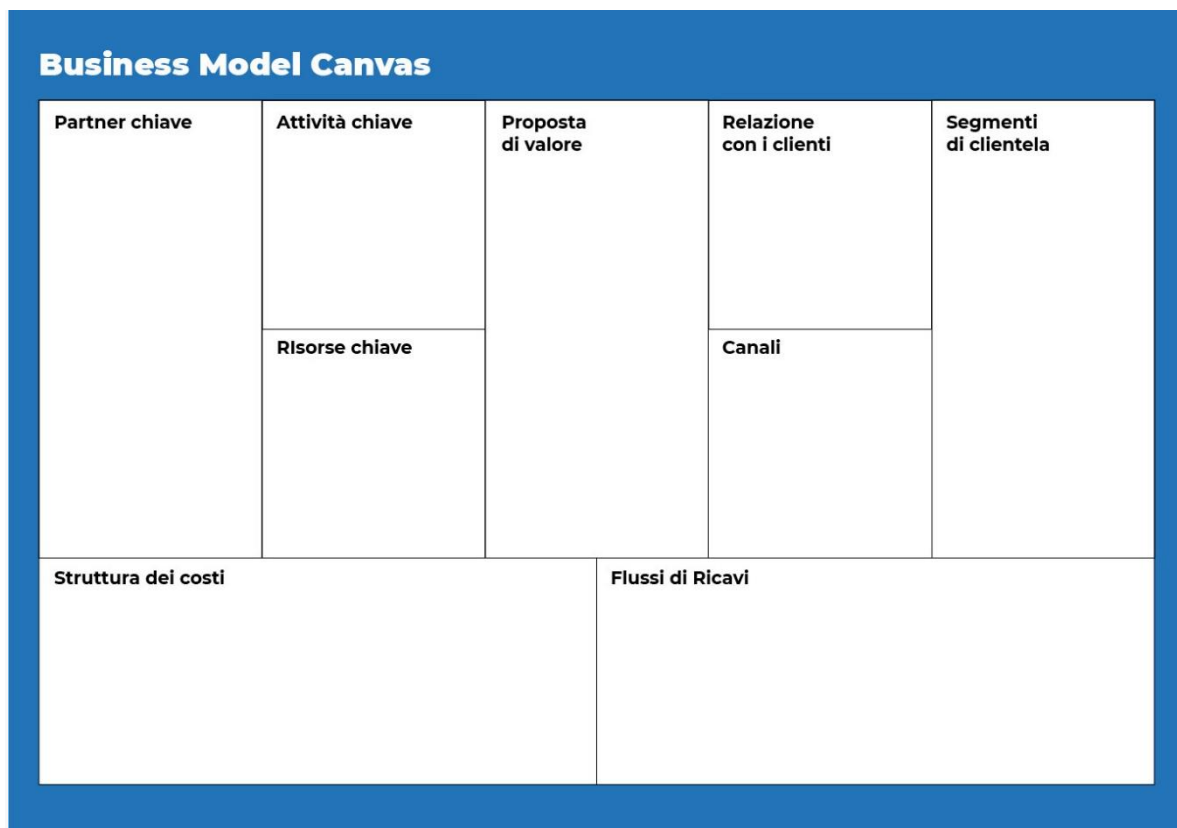 Business Model Canvas
Partner chiave
Attività chiave
Proposta
di valore
Relazione
con i clienti
Segmenti
di clientela
RIsorse chiave
Canali
Struttura dei costi
Flussi di Ricavi